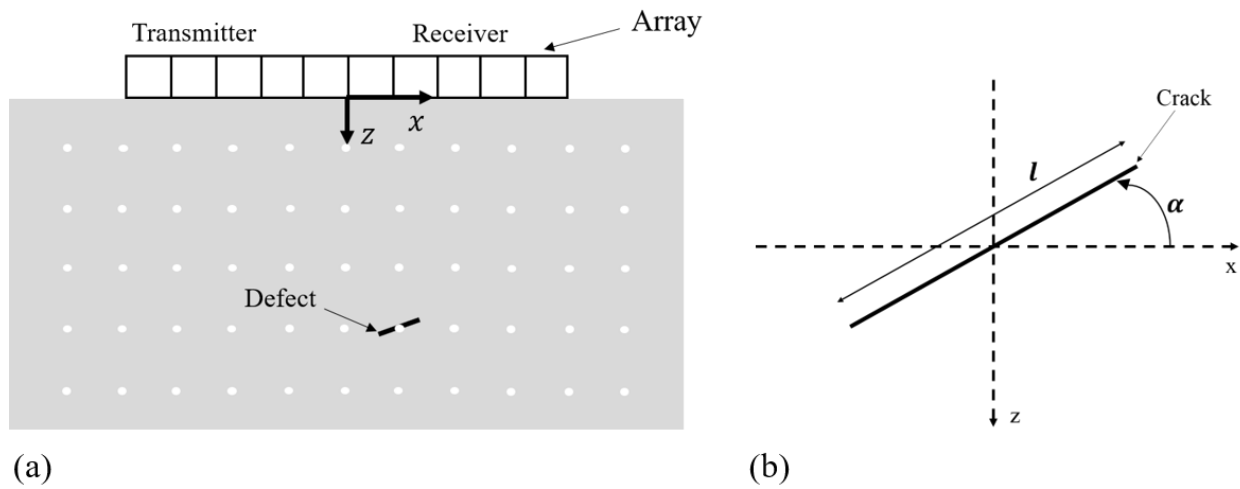 Transmitter
Receiver
Array
z
x
Defect
(a)
Crack
l
α
x
z
(b)